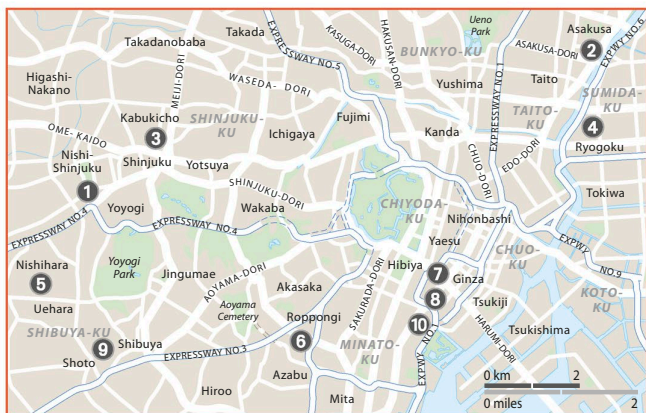 Ueno
Park
Asakusa
Takada
EXPRESSWAY NO.5
KASUGA-DORI
HAKUSAN-DORI
BUNKYO-KU
EXPRESSWAY NO.1
ASAKUSA-DORI
2
EXPWY NO.6
Takadanobaba
Higashi-
Nakano
MEIJI-DORI
WASEDA- DORI
Yushima
Taito
SUMIDA-
KU
TAITO-
KU
Kabukicho
3
SHINJUKU-
KU
Fujimi
Ichigaya
Kanda
4
Ryogoku
OME- KAIDO
Nishi-
Shinjuku
Shinjuku
Yotsuya
CHUO-DORI
EDO-DORI
1
SHINJUKU-DORI
Tokiwa
Yoyogi
Wakaba
CHIYODA-
KU
Nihonbashi
EXPRESSWAY NO.4
EXPRESSWAY NO.4
Yaesu
CHUO-
KU
EXPWY
NO.9
Nishihara
Yoyogi
Park
Jingumae
AOYAMA-DORI
Akasaka
Hibiya
7
Ginza
5
SAKURADA-DORI
8
KOTO-
KU
Uehara
Aoyama
Cemetery
Roppongi
Tsukiji
10
SHIBUYA-KU
Shibuya
6
MINATO-
KU
EXPWY NO.1
HARUMI-DORI
Tsukishima
9
Shoto
EXPRESSWAY NO.3
Azabu
Hiroo
Mita
0 km 2
0 miles 2